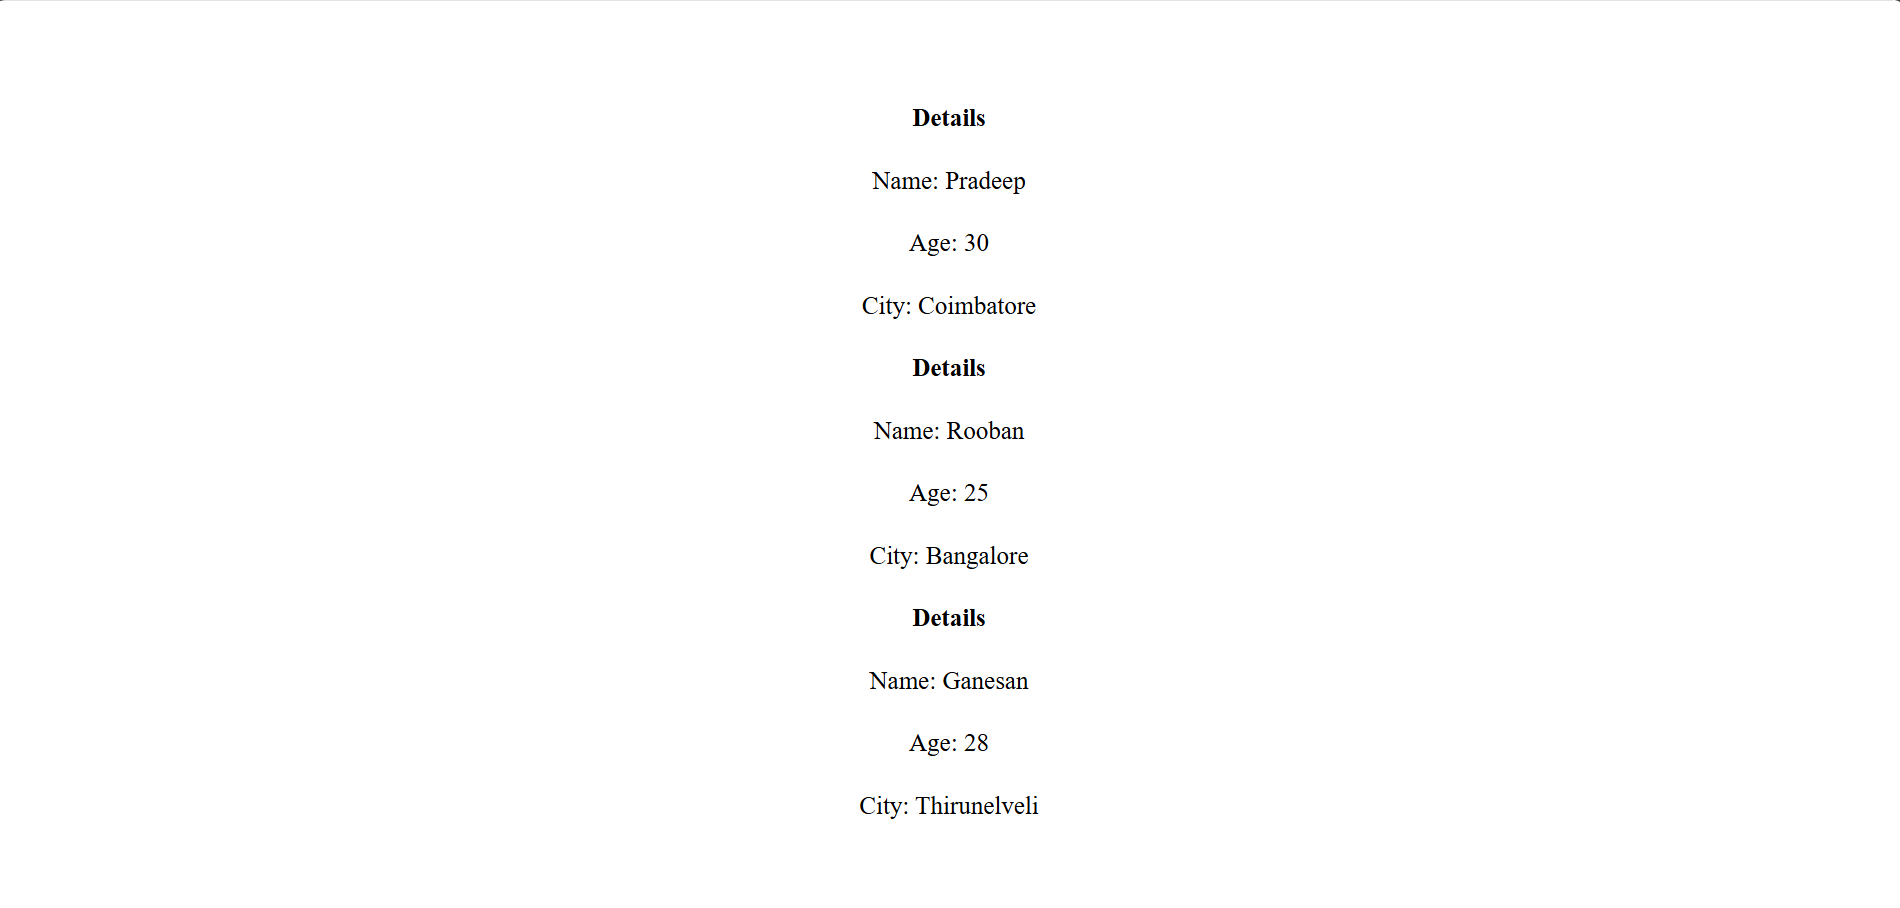 Details
Name: Pradeep
Age: 30
City: Coimbatore
Details
Name: Rooban
Age: 25
City: Bangalore
Details
Name: Ganesan
Age: 28
City: Thirunelveli